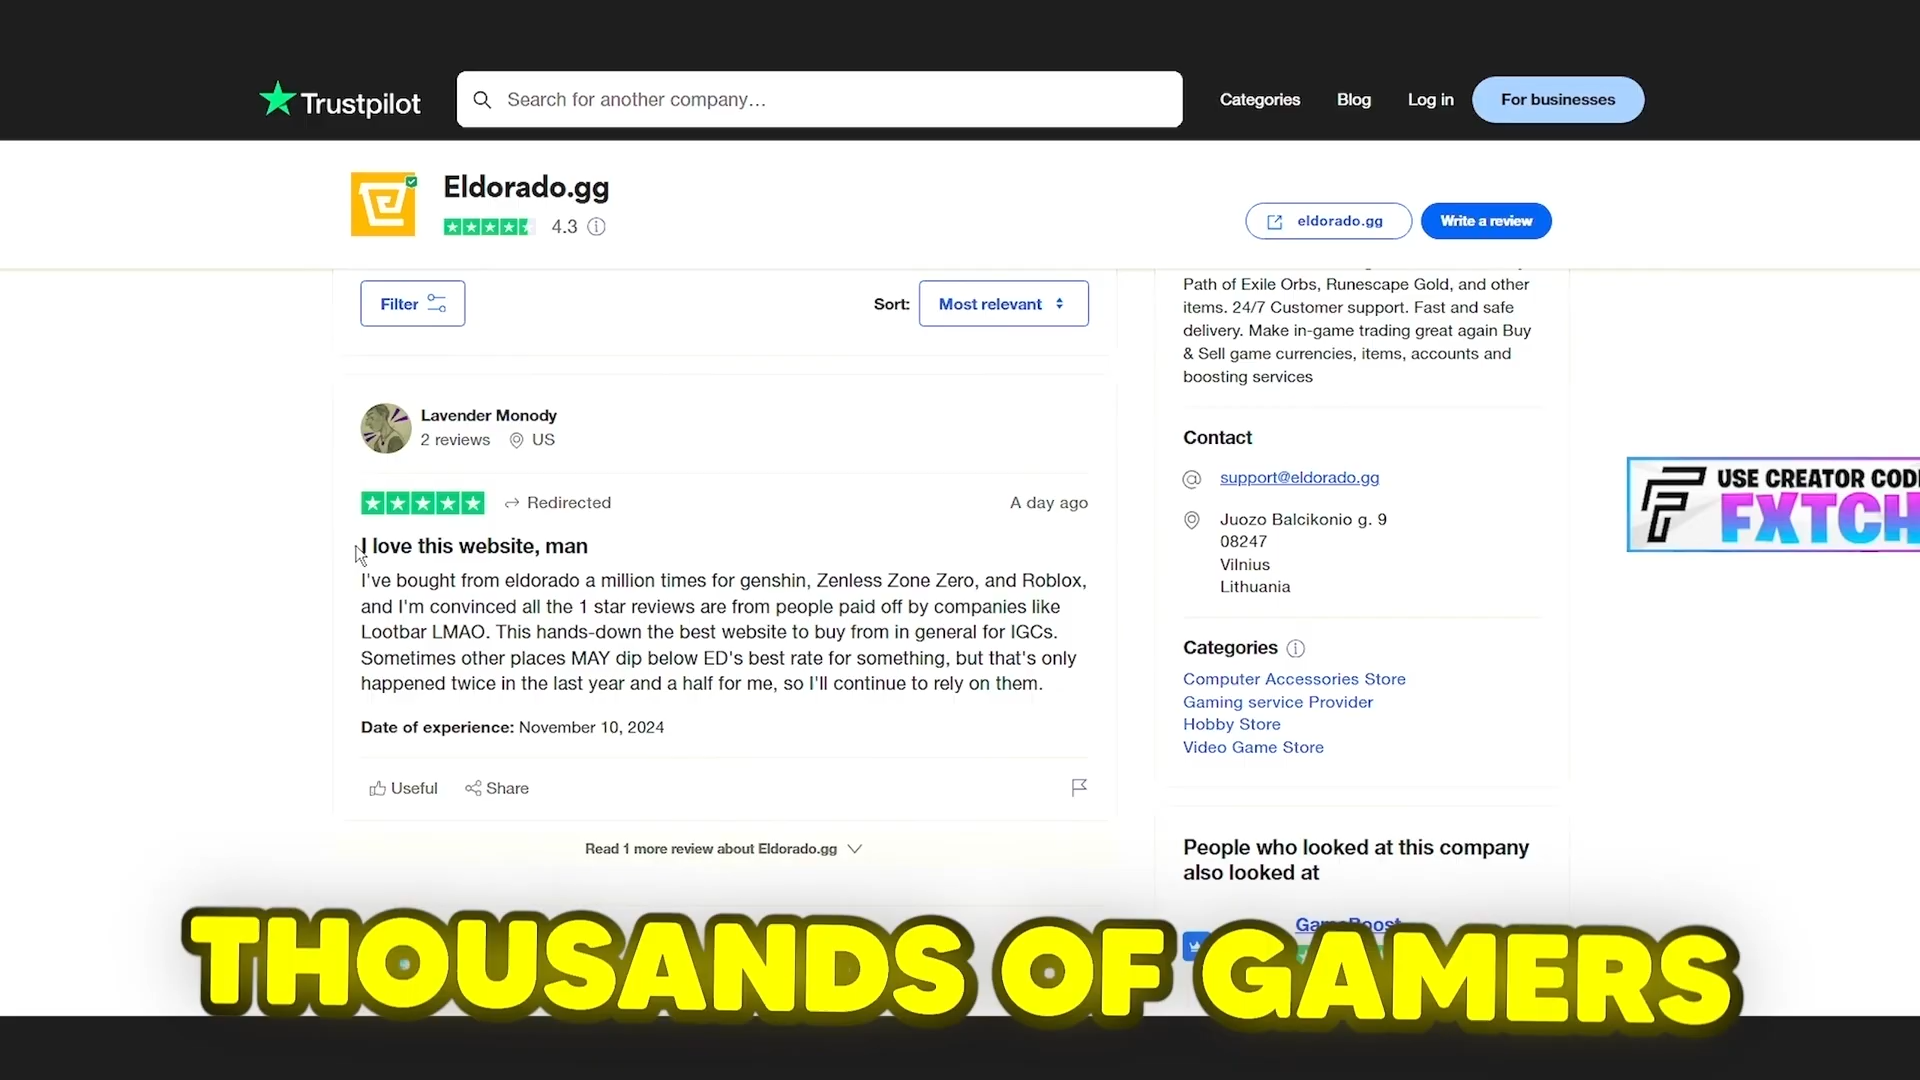 Trustpilot
Search for another company…
Categories
Blog
Log in
For businesses
Eldorado.gg
4.3
eldorado.gg
Write a review
Filter
Sort:
Most relevant
Lavender Monody
2 reviews
US
Redirected
A day ago
I love this website, man
I've bought from eldorado a million times for genshin, Zenless Zone Zero, and Roblox,
and I'm convinced all the 1 star reviews are from people paid off by companies like
Lootbar LMAO. This hands-down the best website to buy from in general for IGCs.
Sometimes other places MAY dip below ED's best rate for something, but that's only
happened twice in the last year and a half for me, so I'll continue to rely on them.
Date of experience: November 10, 2024
Useful
Share
Read 1 more review about Eldorado.gg
Path of Exile Orbs, Runescape Gold, and other
items. 24/7 Customer support. Fast and safe
delivery. Make in-game trading great again Buy
& Sell game currencies, items, accounts and
boosting services
Contact
support@eldorado.gg
Juozo Balcikonio g. 9
08247
Vilnius
Lithuania
Categories
Computer Accessories Store
Gaming service Provider
Hobby Store
Video Game Store
People who looked at this company
also looked at
GameBoost
USE CREATOR COD
FXTCH
THOUSANDS OF GAMERS